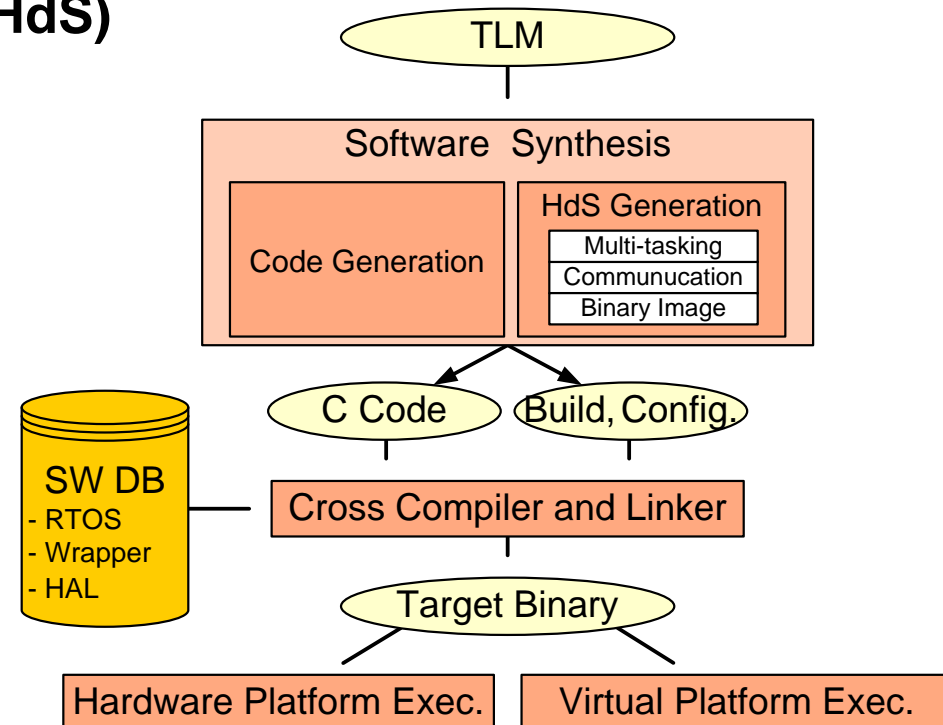 HdS)
TLM
Software Synthesis
Code Generation
HdS Generation
Multi-tasking
Communucation
Binary Image
C Code
Build, Config.
SW DB
- RTOS
- Wrapper
- HAL
Cross Compiler and Linker
Target Binary
Hardware Platform Exec.
Virtual Platform Exec.